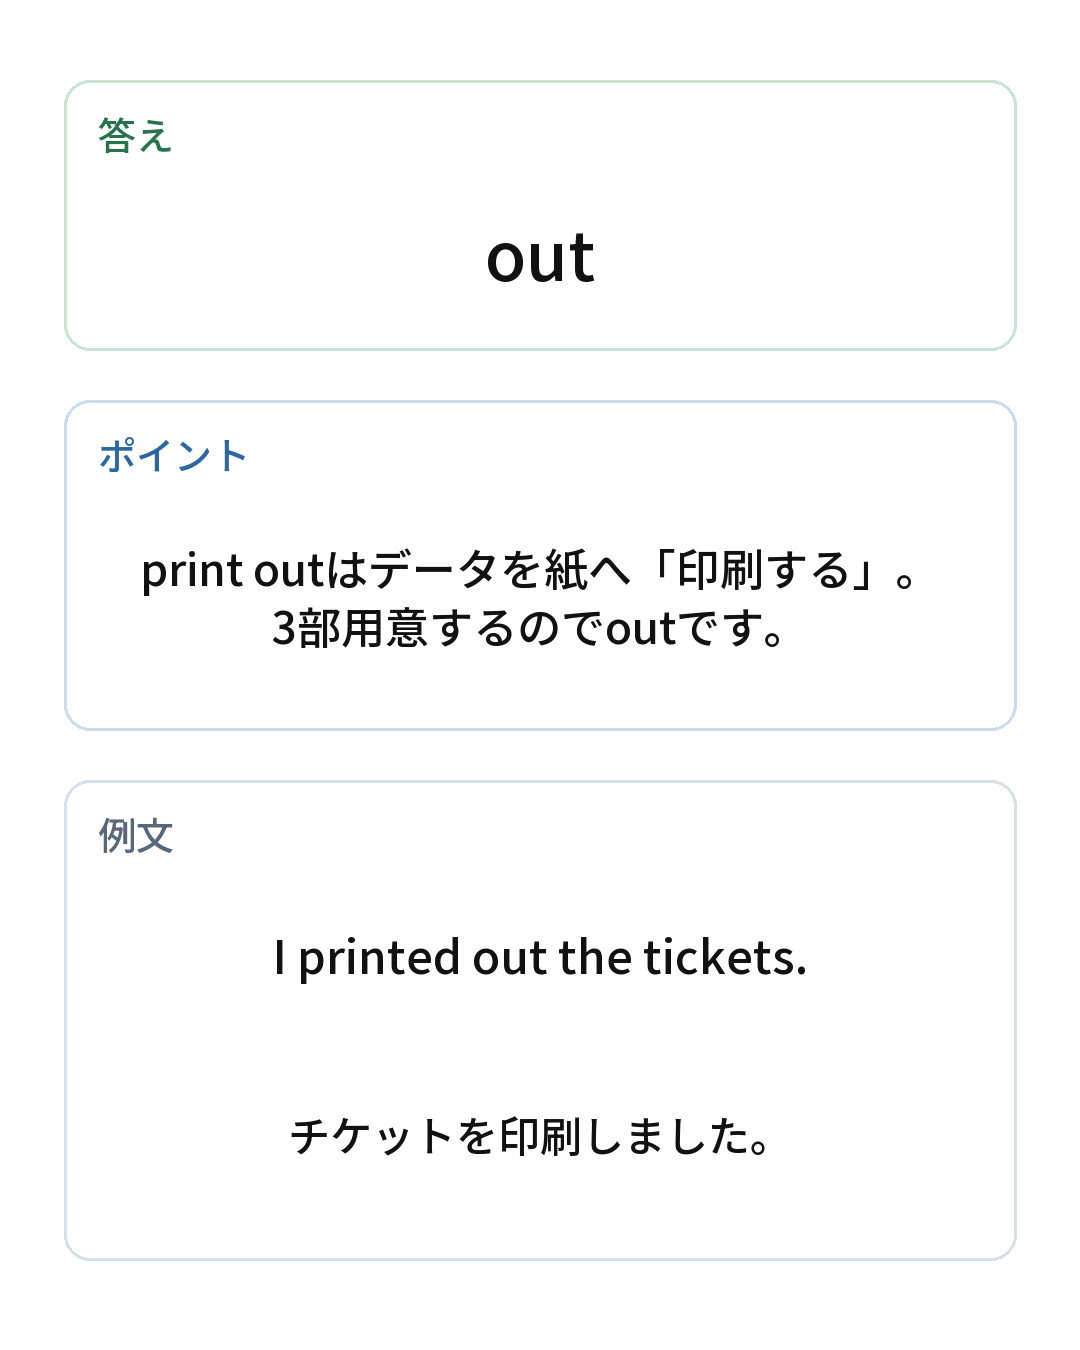 答え
out
ポイント
print outはデータを紙へ「印刷する」。
3部用意するのでoutです。
例文
I printed out the tickets.
チケットを印刷しました。